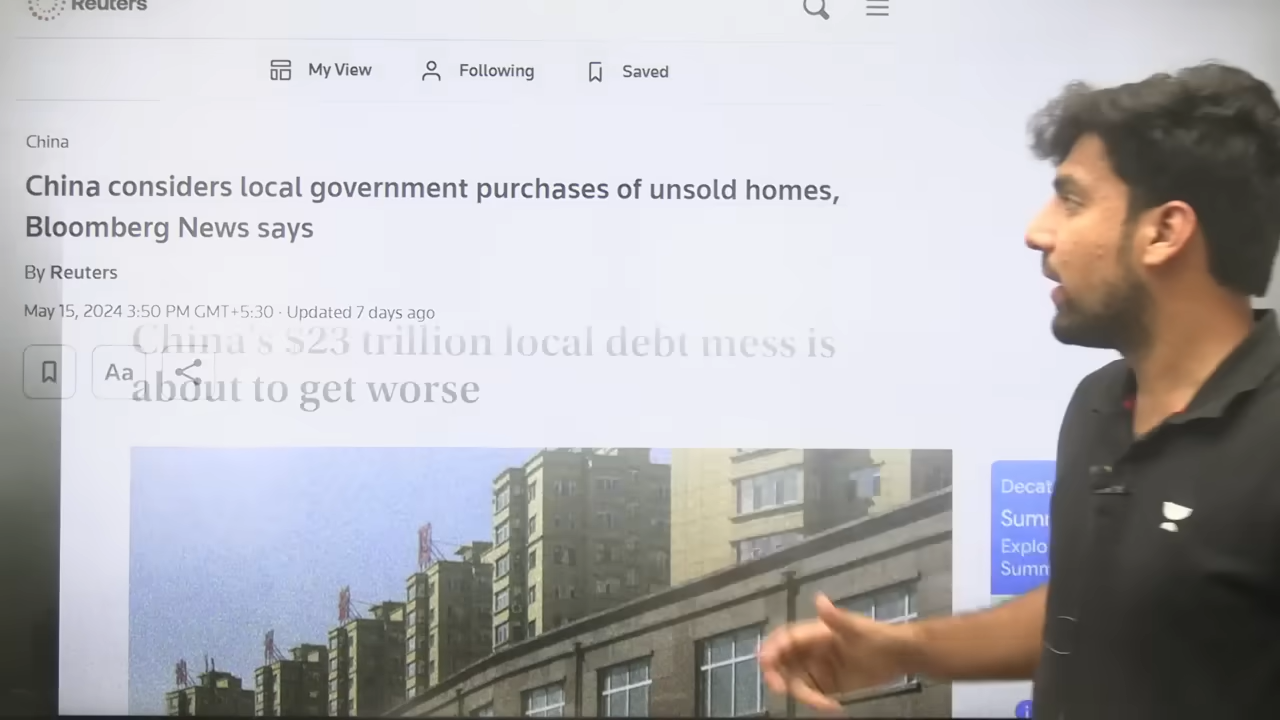 Reuters
My View
Following
Saved
China
China considers local government purchases of unsold homes,
Bloomberg News says
By Reuters
May 15, 2024 3:50 PM GMT+5:30 · Updated 7 days ago
China's $23 trillion local debt mess is
about to get worse
Aa
Decat
Sum
Explo
Summ